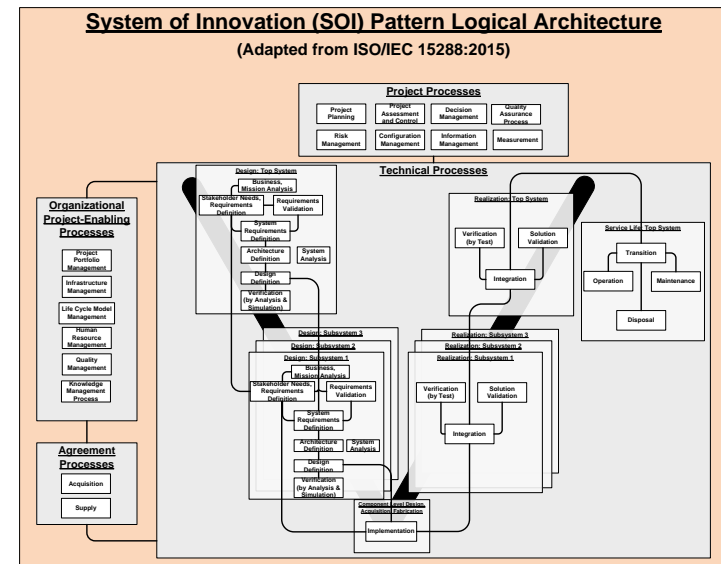 System of Innovation (SOI) Pattern Logical Architecture
(Adapted from ISO/IEC 15288:2015)
Project Processes
Project
Planning
Project
Assessment
and Control
Decision
Management
Quality
Assurance
Process
Risk
Management
Configuration
Management
Information
Management
Measurement
Technical Processes
Organizational
Project-Enabling
Processes
Project
Portfolio
Management
Infrastructure
Management
Life Cycle Model
Management
Human
Resource
Management
Quality
Management
Knowledge
Management
Process
Agreement
Processes
Acquisition
Supply
Design: Top System
Business,
Mission Analysis
Stakeholder Needs,
Requirements
Definition
Requirements
Validation
System
Requirements
Definition
Architecture
Definition
System
Analysis
Design
Definition
Verification
(by Analysis &
Simulation)
Design: Subsystem 3
Design: Subsystem 2
Design: Subsystem 1
Business,
Mission Analysis
Stakeholder Needs,
Requirements
Definition
Requirements
Validation
System
Requirements
Definition
Architecture
Definition
System
Analysis
Design
Definition
Verification
(by Analysis &
Simulation)
Component Level Design,
Acquisition, Fabrication
Implementation
Realization: Top System
Verification
(by Test)
Solution
Validation
Integration
Realization: Subsystem 3
Realization: Subsystem 2
Realization: Subsystem 1
Verification
(by Test)
Solution
Validation
Integration
Service Life: Top System
Transition
Operation
Maintenance
Disposal